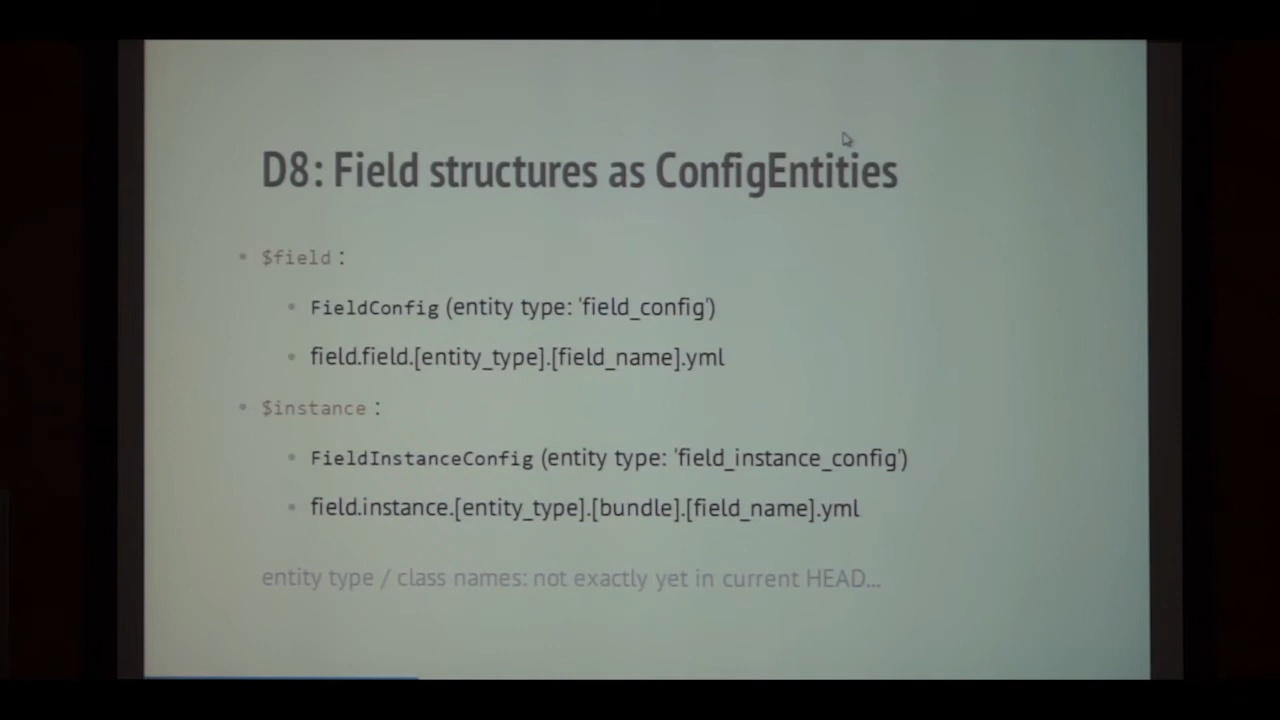 D8: Field structures as ConfigEntities
• $field :
• FieldConfig (entity type: 'field_config')
• field.field.[entity_type].[field_name].yml
• $instance :
• FieldInstanceConfig (entity type: 'field_instance_config')
• field.instance.[entity_type].[bundle].[field_name].yml
entity type / class names: not exactly yet in current HEAD...